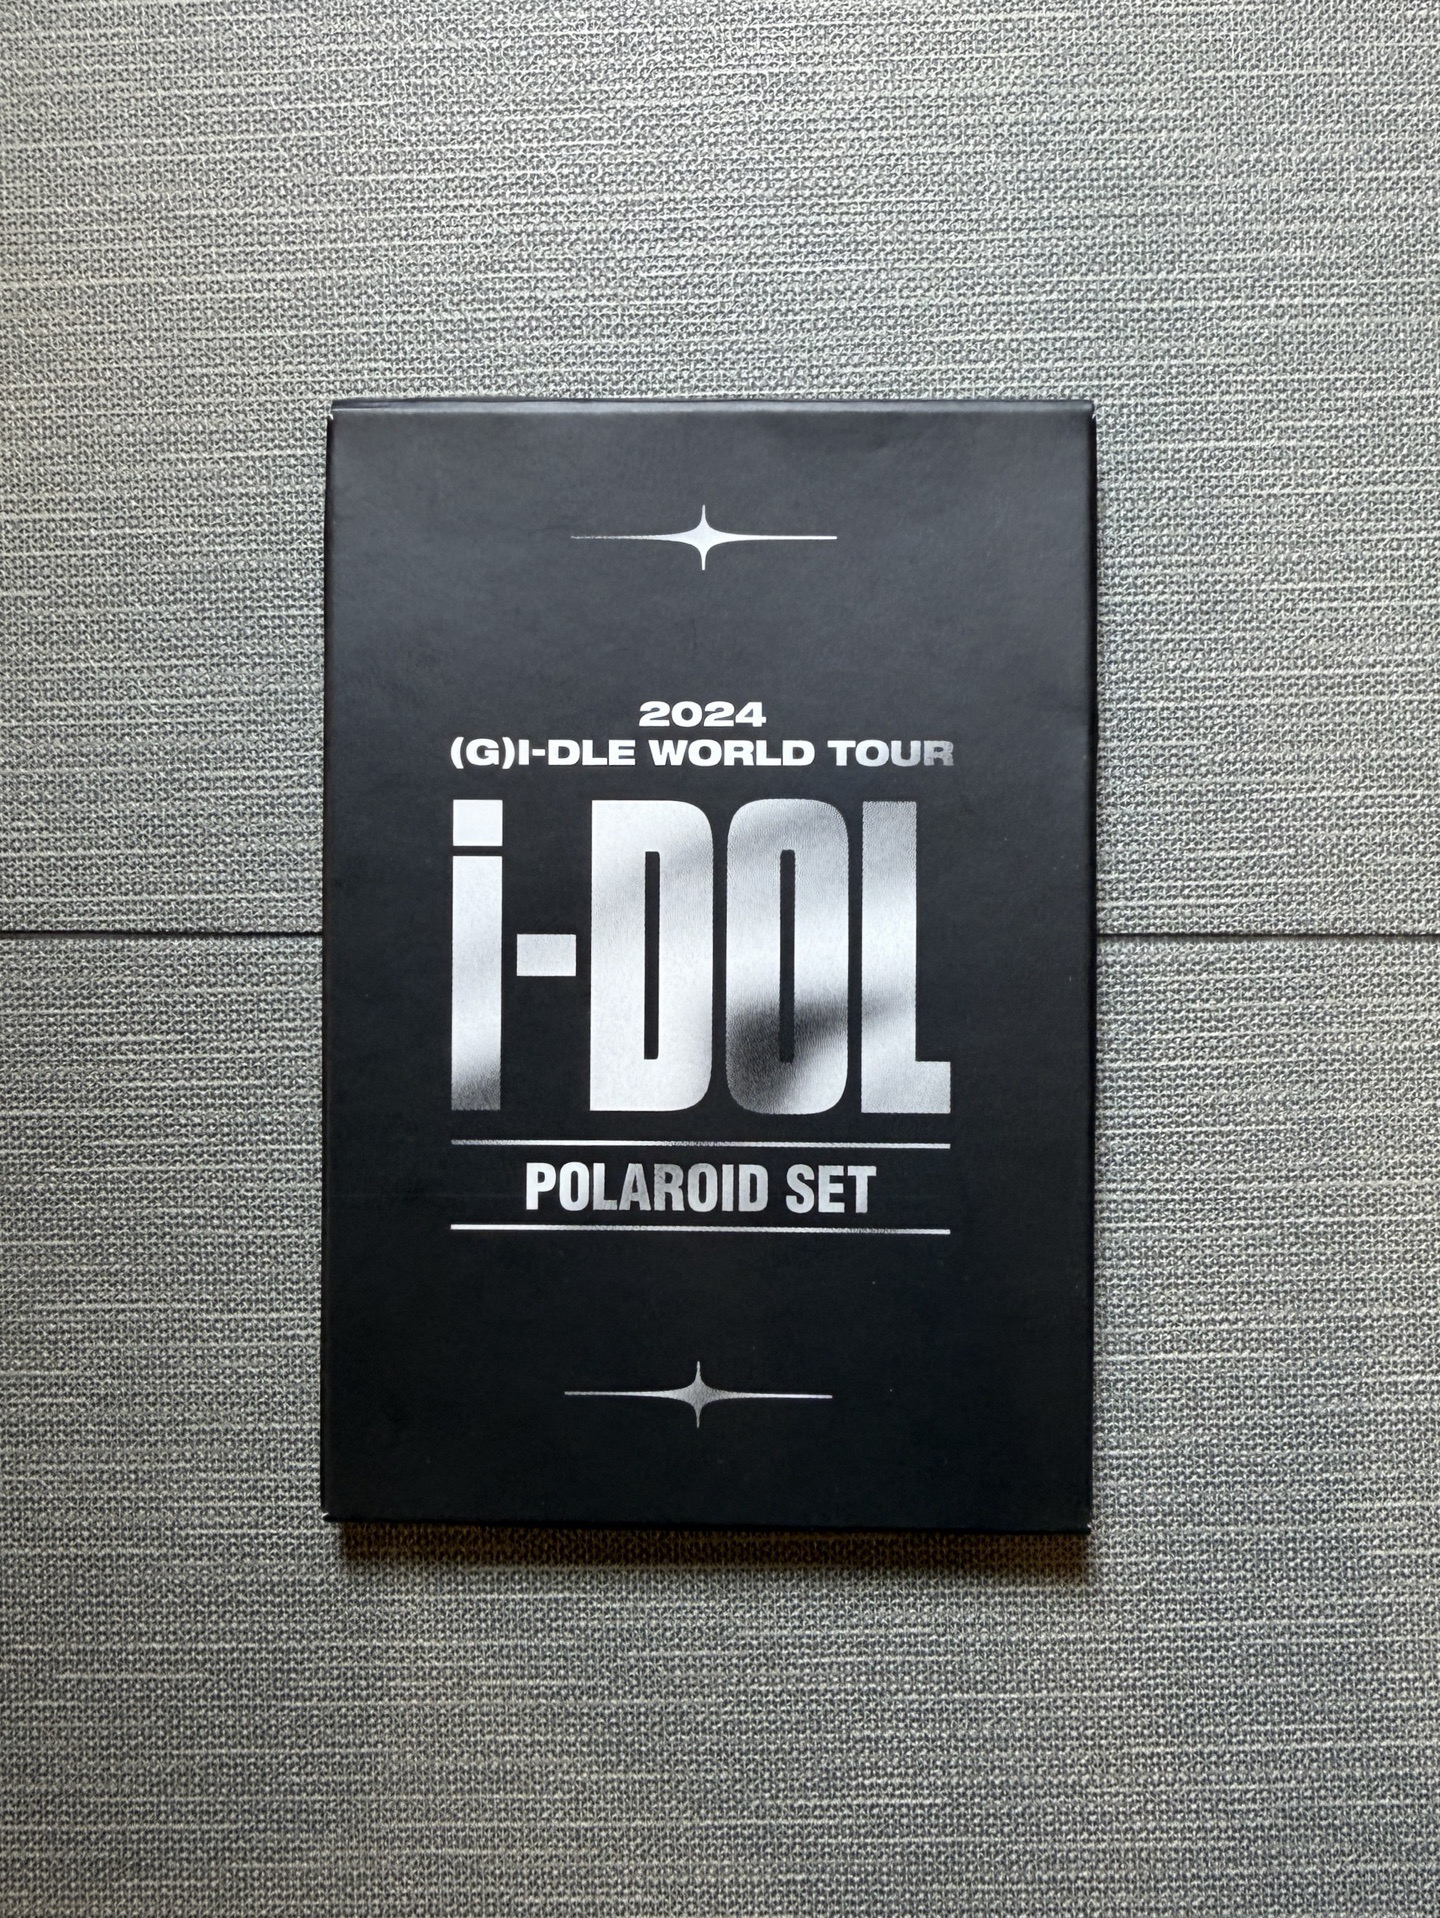 2024
(G)I-DLE WORLD TOUR
i-DOL
POLAROID SET